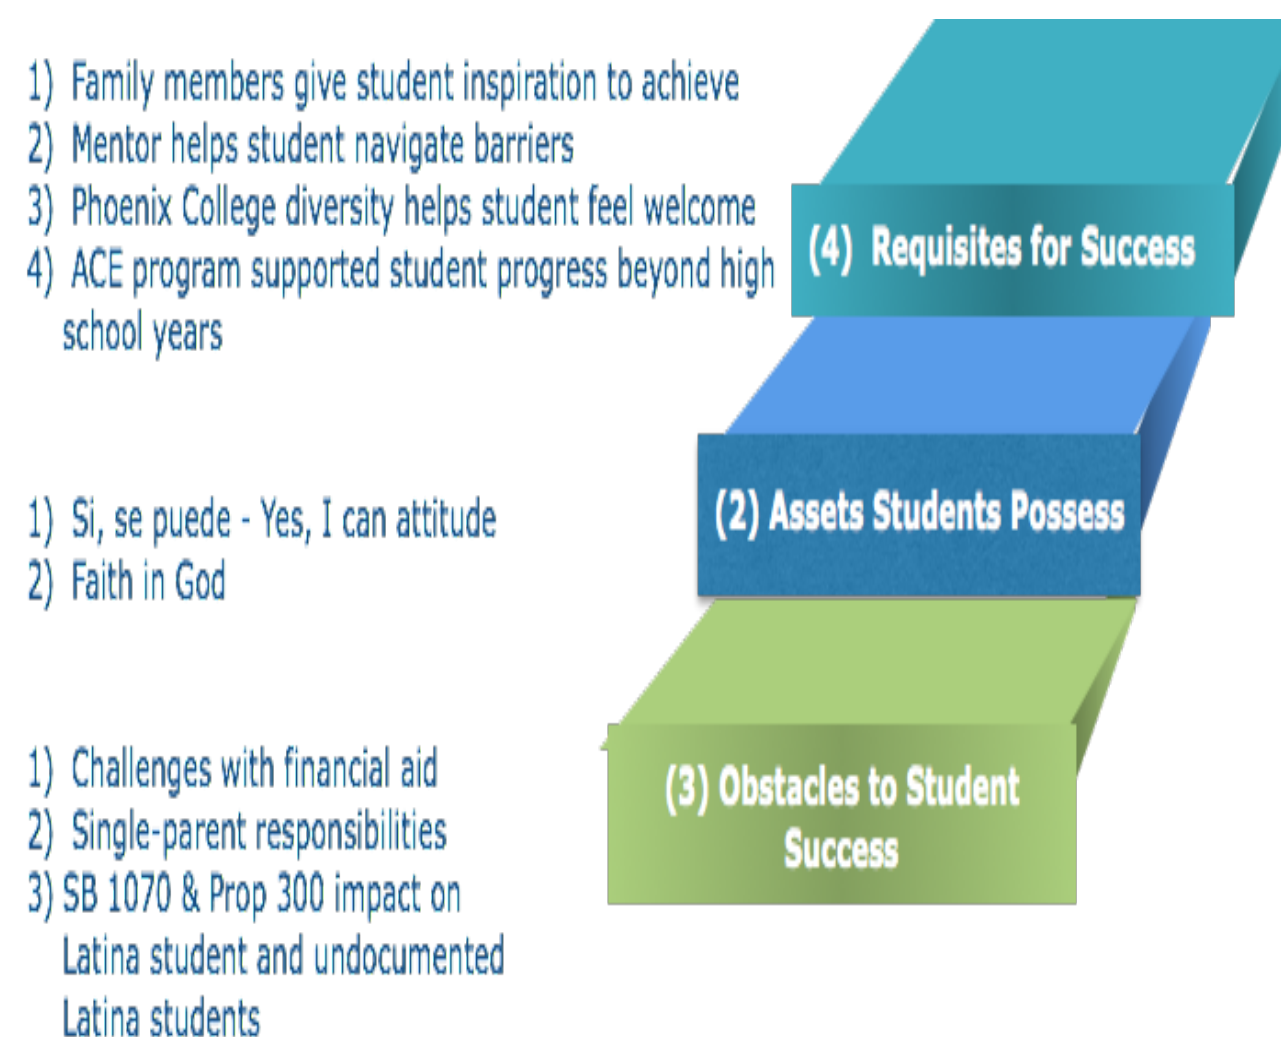 1) Family members give student inspiration to achieve
2) Mentor helps student navigate barriers
3) Phoenix College diversity helps student feel welcome
4) ACE program supported student progress beyond high
school years
(4) Requisites for Success
1) Si, se puede - Yes, I can attitude
2) Faith in God
(2) Assets Students Possess
1) Challenges with financial aid
2) Single-parent responsibilities
3) SB 1070 & Prop 300 impact on
Latina student and undocumented
Latina students
(3) Obstacles to Student
Success